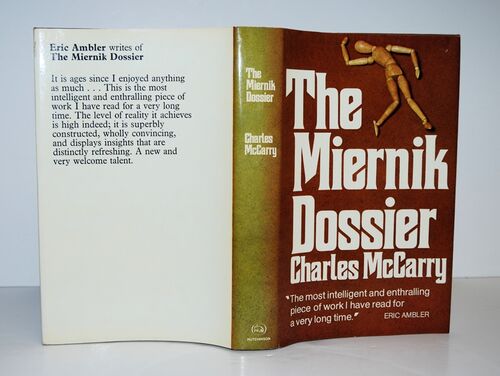 Eric Ambler writes of
The Miernik Dossier
It is ages since I enjoyed anything
as much . . . This is the most
intelligent and enthralling piece of
work I have read for a very long
time. The level of reality it achieves
is high indeed; it is superbly
constructed, wholly convincing,
and displays insights that are
distinctly refreshing. A new and
very welcome talent.
The
Miernik
Dossier
Charles
McCarry
HUTCHINSON
The
Miernik
Dossier
Charles McCarry
"The most intelligent and enthralling
piece of work I have read for
a very long time."
ERIC AMBLER